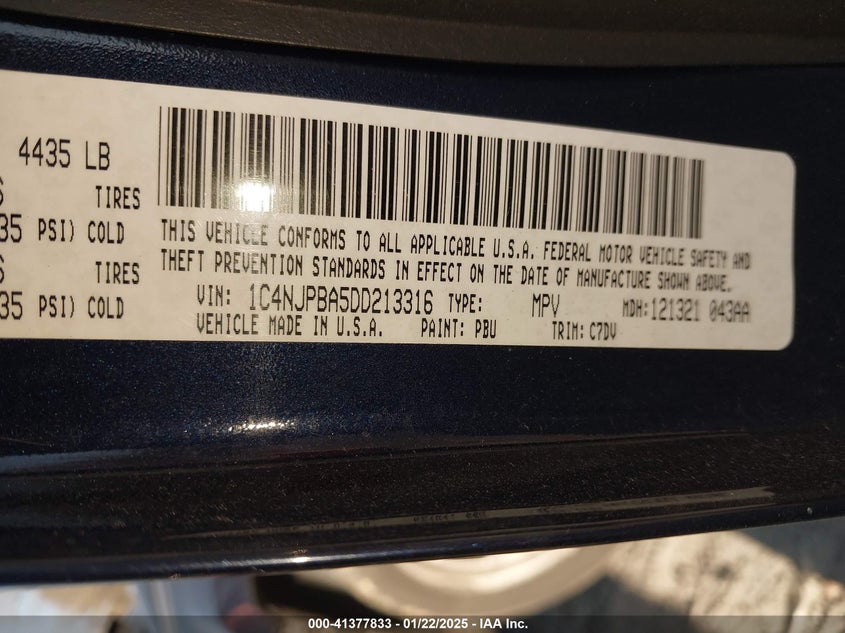 4435 LB
TIRES
35 PSI) COLD
TIRES
35 PSI) COLD
THIS VEHICLE CONFORMS TO ALL APPLICABLE U.S.A. FEDERAL MOTOR VEHICLE SAFETY AND
THEFT PREVENTION STANDARDS IN EFFECT ON THE DATE OF MANUFACTURE SHOWN ABOVE.
VIN: 1C4NJPBA5DD213316 TYPE: MPV MDH:121321 043AA
VEHICLE MADE IN U.S.A. PAINT: PBU TRIM: C7DV
000-41377833 - 01/22/2025 - IAA Inc.